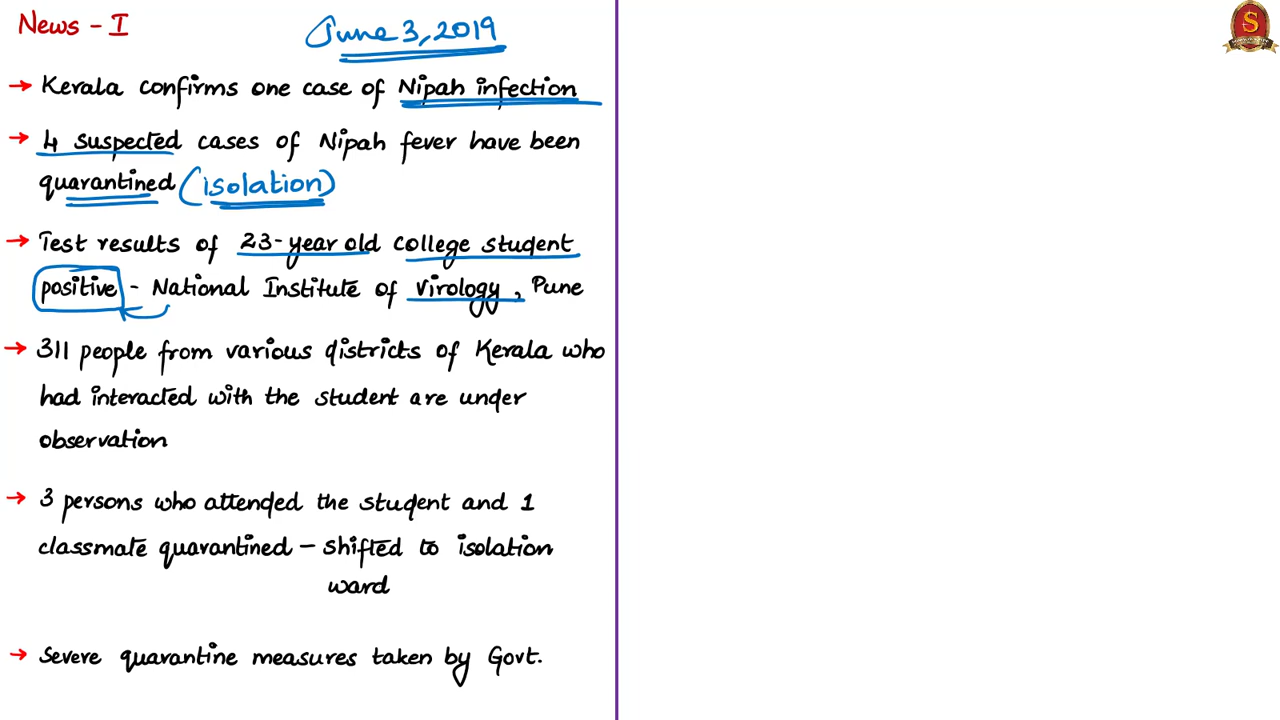 News - I
June 3, 2019
→ Kerala confirms one case of Nipah infection
→ 4 suspected cases of Nipah fever have been
quarantined (isolation)
→ Test results of 23-year old college student
positive - National Institute of virology, Pune
→ 311 people from various districts of Kerala who
had interacted with the student are under
observation
→ 3 persons who attended the student and 1
classmate quarantined – shifted to isolation
ward
→ Severe quarantine measures taken by Govt.
S